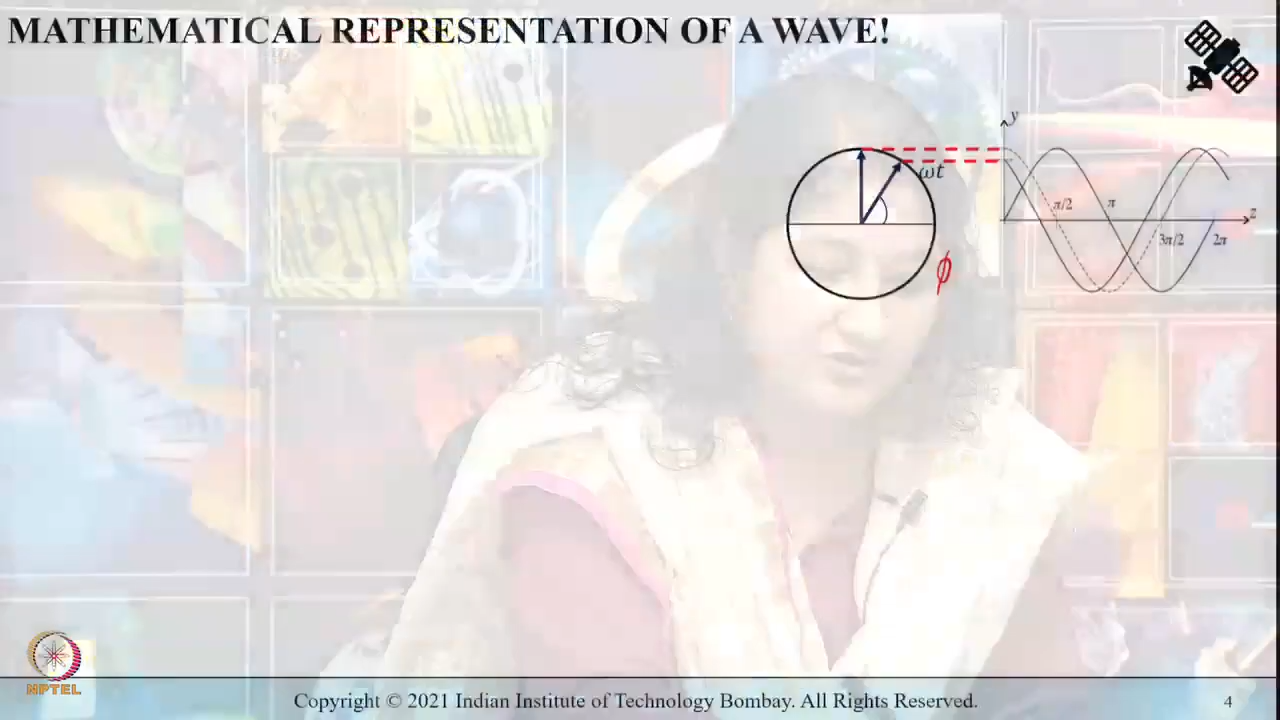 MATHEMATICAL REPRESENTATION OF A WAVE!
y
ωt
π/2
π
z
3π/2
2π
ϕ
NPTEL
Copyright © 2021 Indian Institute of Technology Bombay. All Rights Reserved.
4